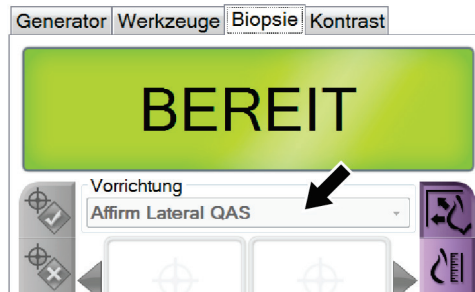 Generator Werkzeuge Biopsie Kontrast
BEREIT
Vorrichtung
Affirm Lateral QAS